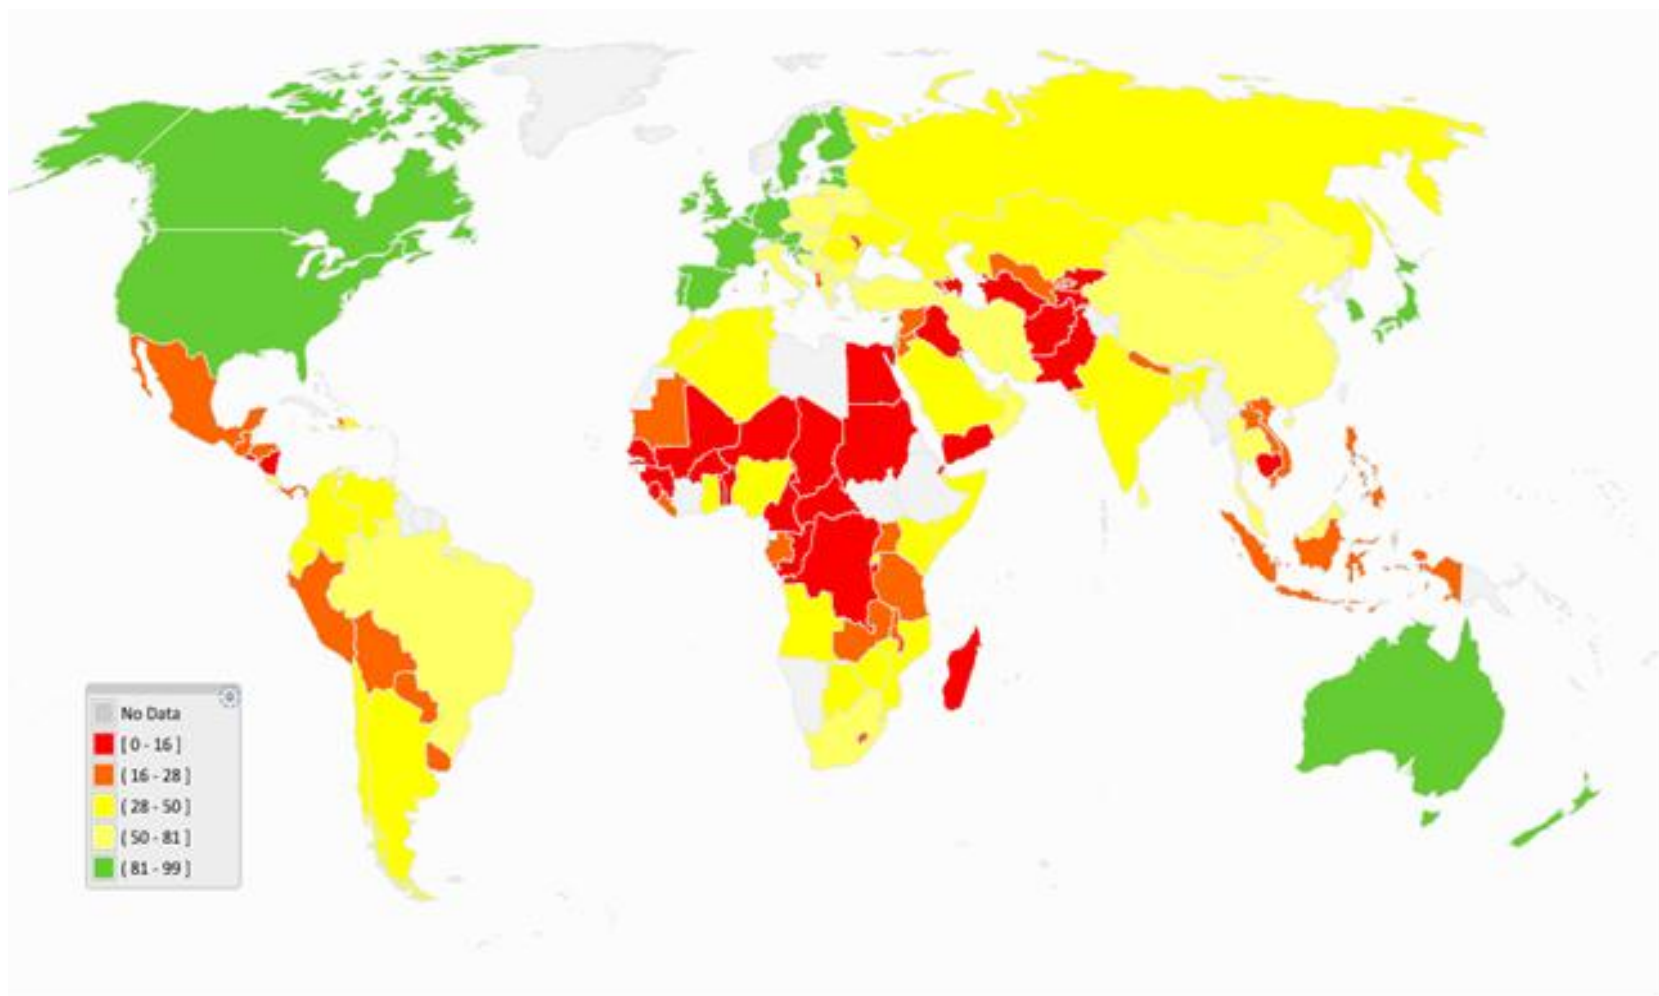 No Data
[ 0 - 16 ]
( 16 - 28 ]
( 28 - 50 ]
( 50 - 81 ]
( 81 - 99 ]